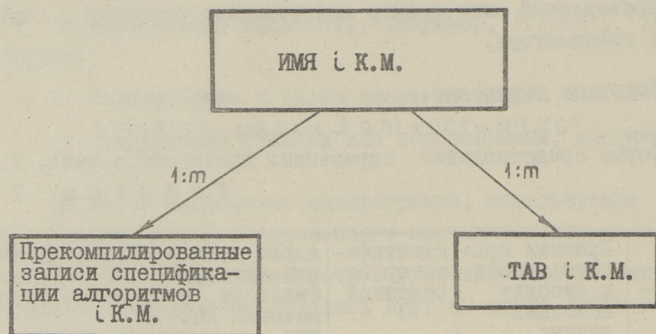 ИМЯ i К.М.
1:m
1:m
Прекомпилированные
записи специфика-
ции алгоритмов
i К.М.
ТАВ i К.М.